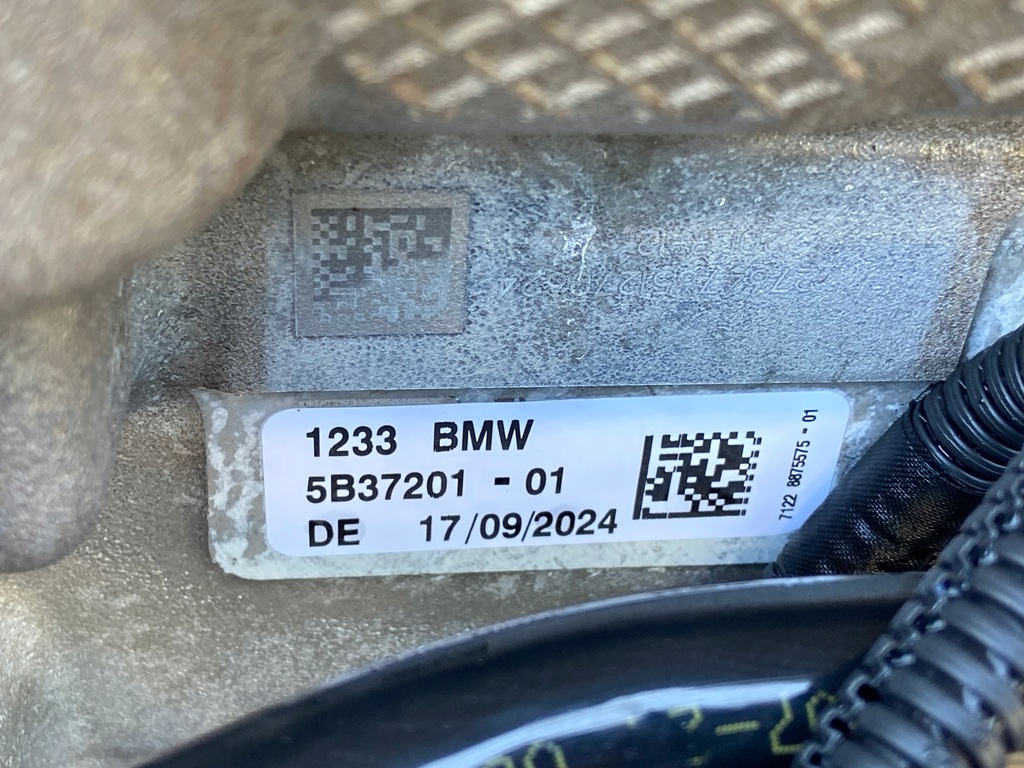 1233 BMW
5B37201 - 01
DE 17/09/2024
7122 8875575 - 01